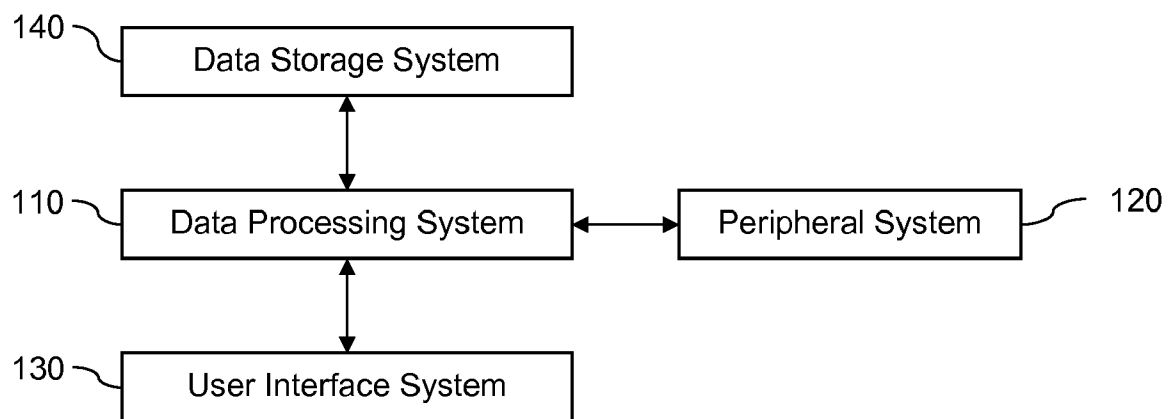 140
Data Storage System
110
Data Processing System
Peripheral System
120
130
User Interface System